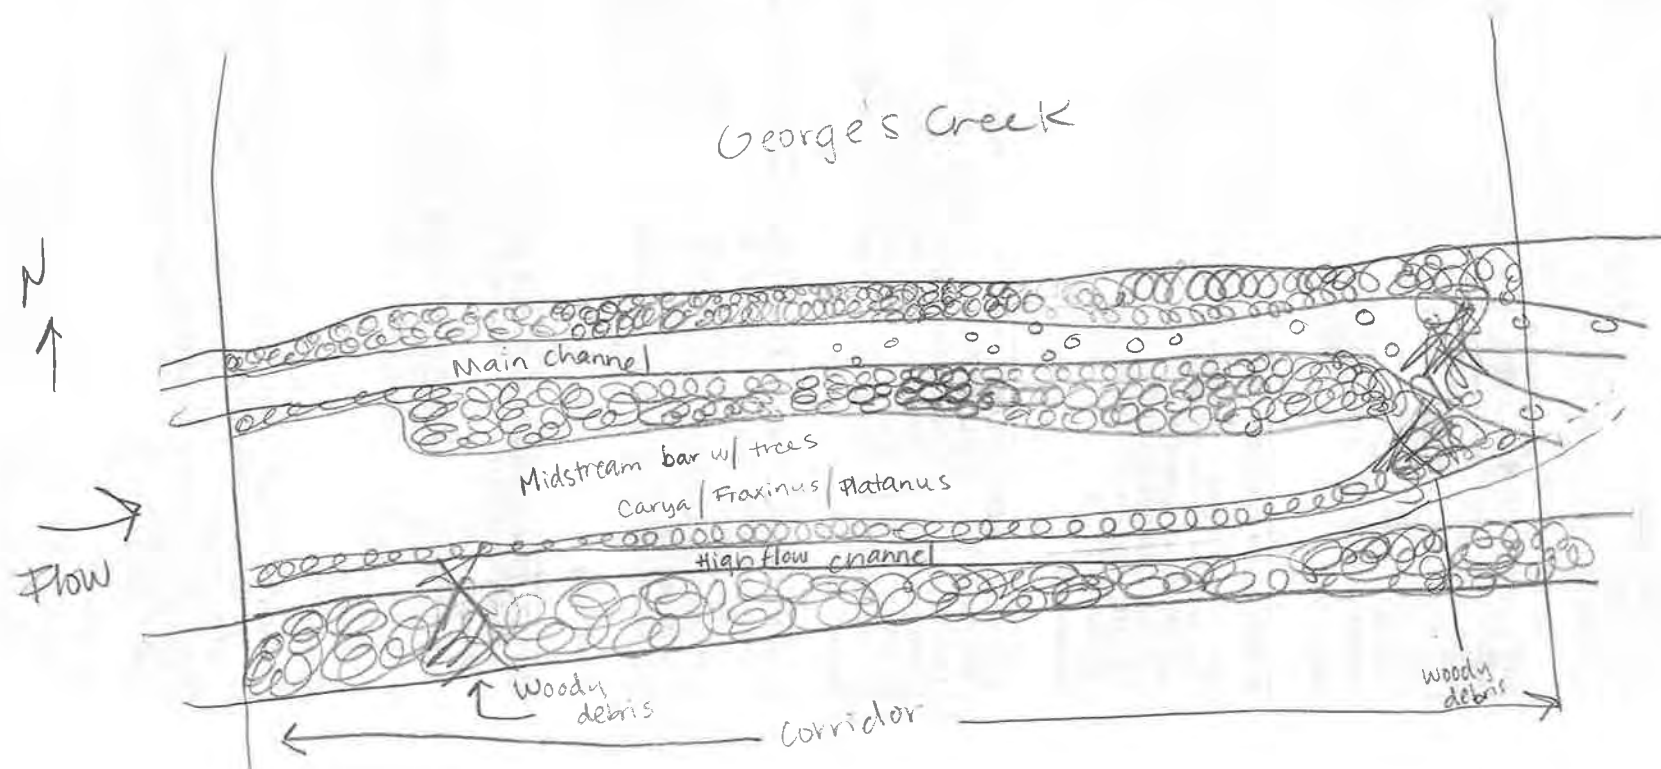 George's Creek
N
Main channel
Midstream bar w/ trees
Carya/Fraxinus/Platanus
Flow
High flow channel
Woody
debris
Woody
debris
Corridor